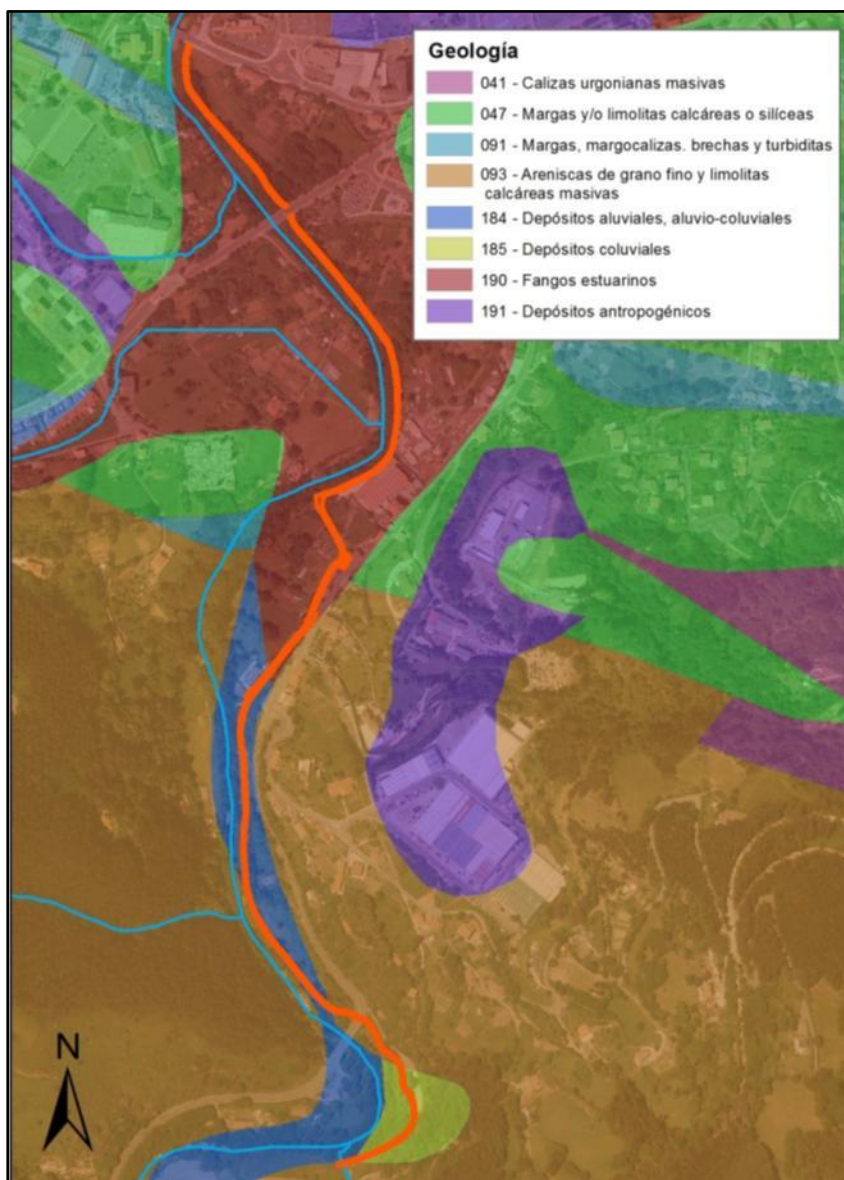 Geología
041 - Calizas urgonianas masivas
047 - Margas y/o limolitas calcáreas o silíceas
091 - Margas, margocalizas. brechas y turbiditas
093 - Areniscas de grano fino y limolitas
calcáreas masivas
184 - Depósitos aluviales, aluvio-coluviales
185 - Depósitos coluviales
190 - Fangos estuarinos
191 - Depósitos antropogénicos
N